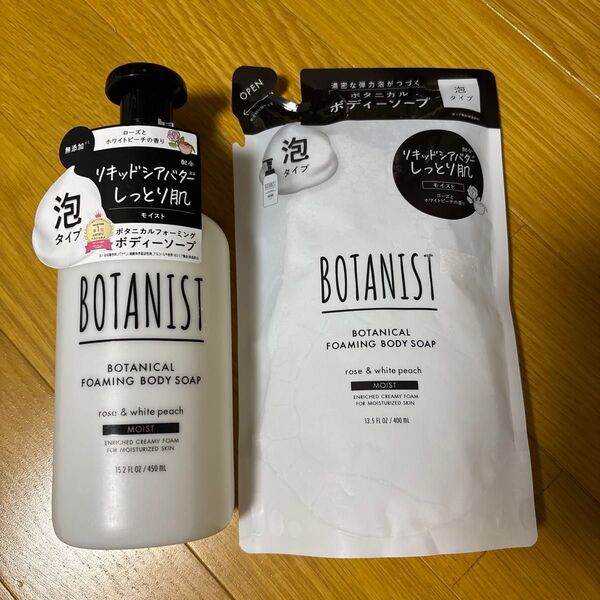 無添加
ローズと
ホワイトピーチの香り
配合
リキッドシアバター
しっとり肌
モイスト
泡
タイプ
ボタニカルフォーミング
ボディーソープ
BOTANIST
BOTANICAL
FOAMING BODY SOAP
rose & white peach
MOIST
ENRICHED CREAMY FOAM
FOR MOISTURIZED SKIN
15.2 FL OZ / 450 mL
OPEN
濃密な弾力泡がつづく
ボタニカル
ボディーソープ
泡
タイプ
泡
タイプ
配合
リキッドシアバター
しっとり肌
モイスト
ローズと
ホワイトピーチの香り
BOTANIST
BOTANICAL
FOAMING BODY SOAP
rose & white peach
MOIST
ENRICHED CREAMY FOAM
FOR MOISTURIZED SKIN
13.5 FL OZ / 400 mL